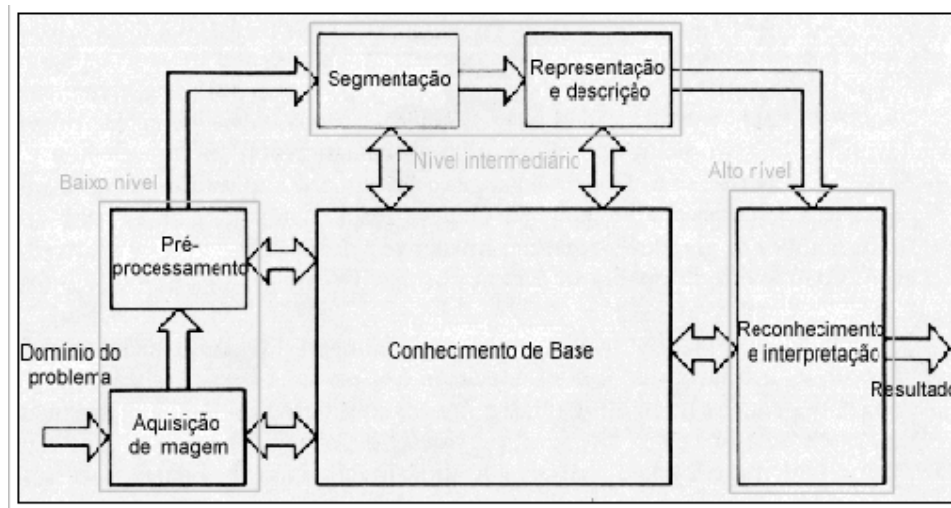 Segmentação
Representação
e descrição
Nível intermediário
Baixo nível
Alto nível
Pré-
processamento
Domínio do
problema
Conhecimento de Base
Reconhecimento
e interpretação
Resultado
Aquisição
de magem